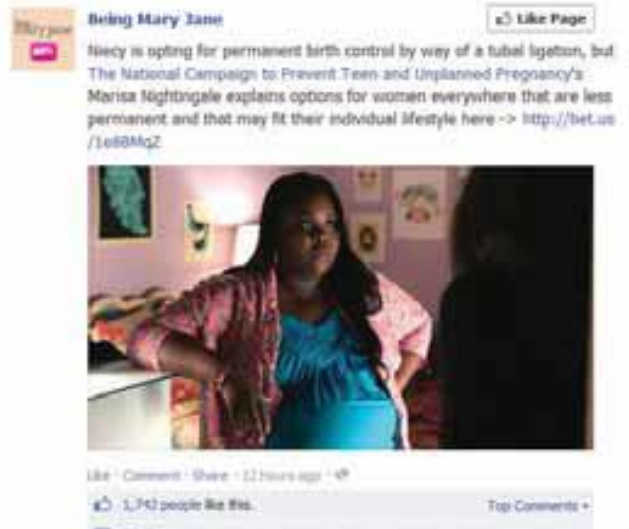 Being Mary Jane
Like Page
Niecy is opting for permanent birth control by way of a tubal ligation, but
The National Campaign to Prevent Teen and Unplanned Pregnancy's
Marisa Nightingale explains options for women everywhere that are less
permanent and that may fit their individual lifestyle here -> http://bet.us
Like · Comment · Share · 12 hours ago ·
1,742 people like this.
Top Comments